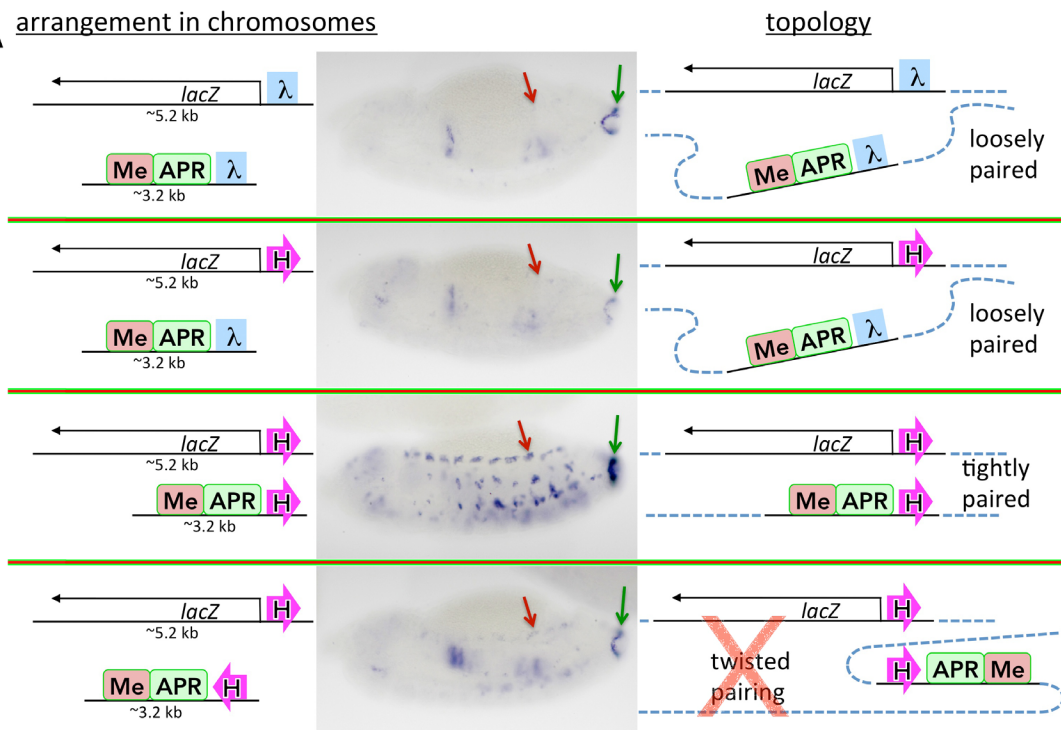 arrangement in chromosomes
topology
lacZ λ
~5.2 kb
Me APR λ
~3.2 kb
lacZ λ
Me APR λ
loosely
paired
lacZ H
~5.2 kb
Me APR λ
~3.2 kb
lacZ H
Me APR λ
loosely
paired
lacZ H
~5.2 kb
Me APR H
~3.2 kb
lacZ H
Me APR H
tightly
paired
lacZ H
~5.2 kb
Me APR H
~3.2 kb
lacZ H
twisted
pairing
H APR Me